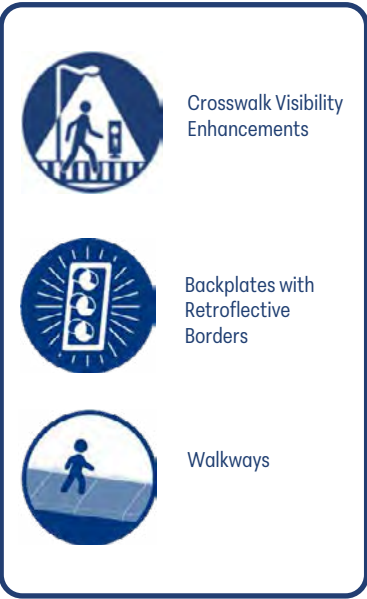 Crosswalk Visibility
Enhancements
Backplates with
Retroflective
Borders
Walkways